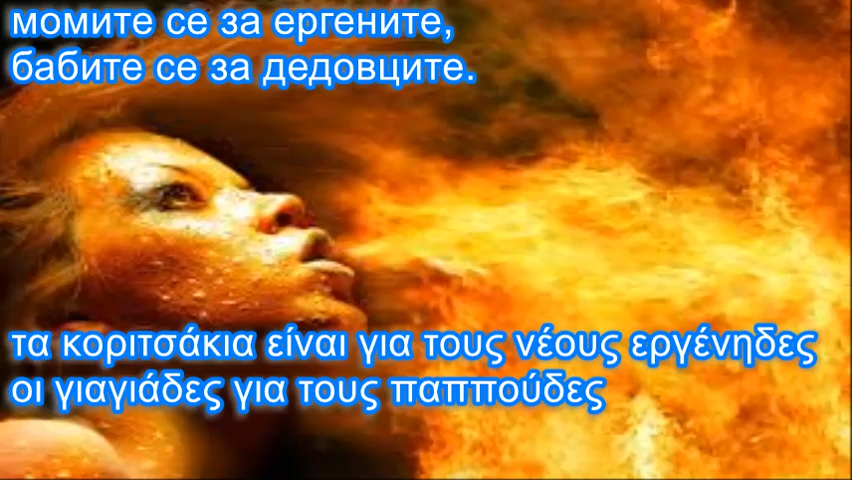 момите се за ергените,
бабите се за дедовците.
τα κοριτσάκια είναι για τους νέους εργένηδες
οι γιαγιάδες για τους παππούδες